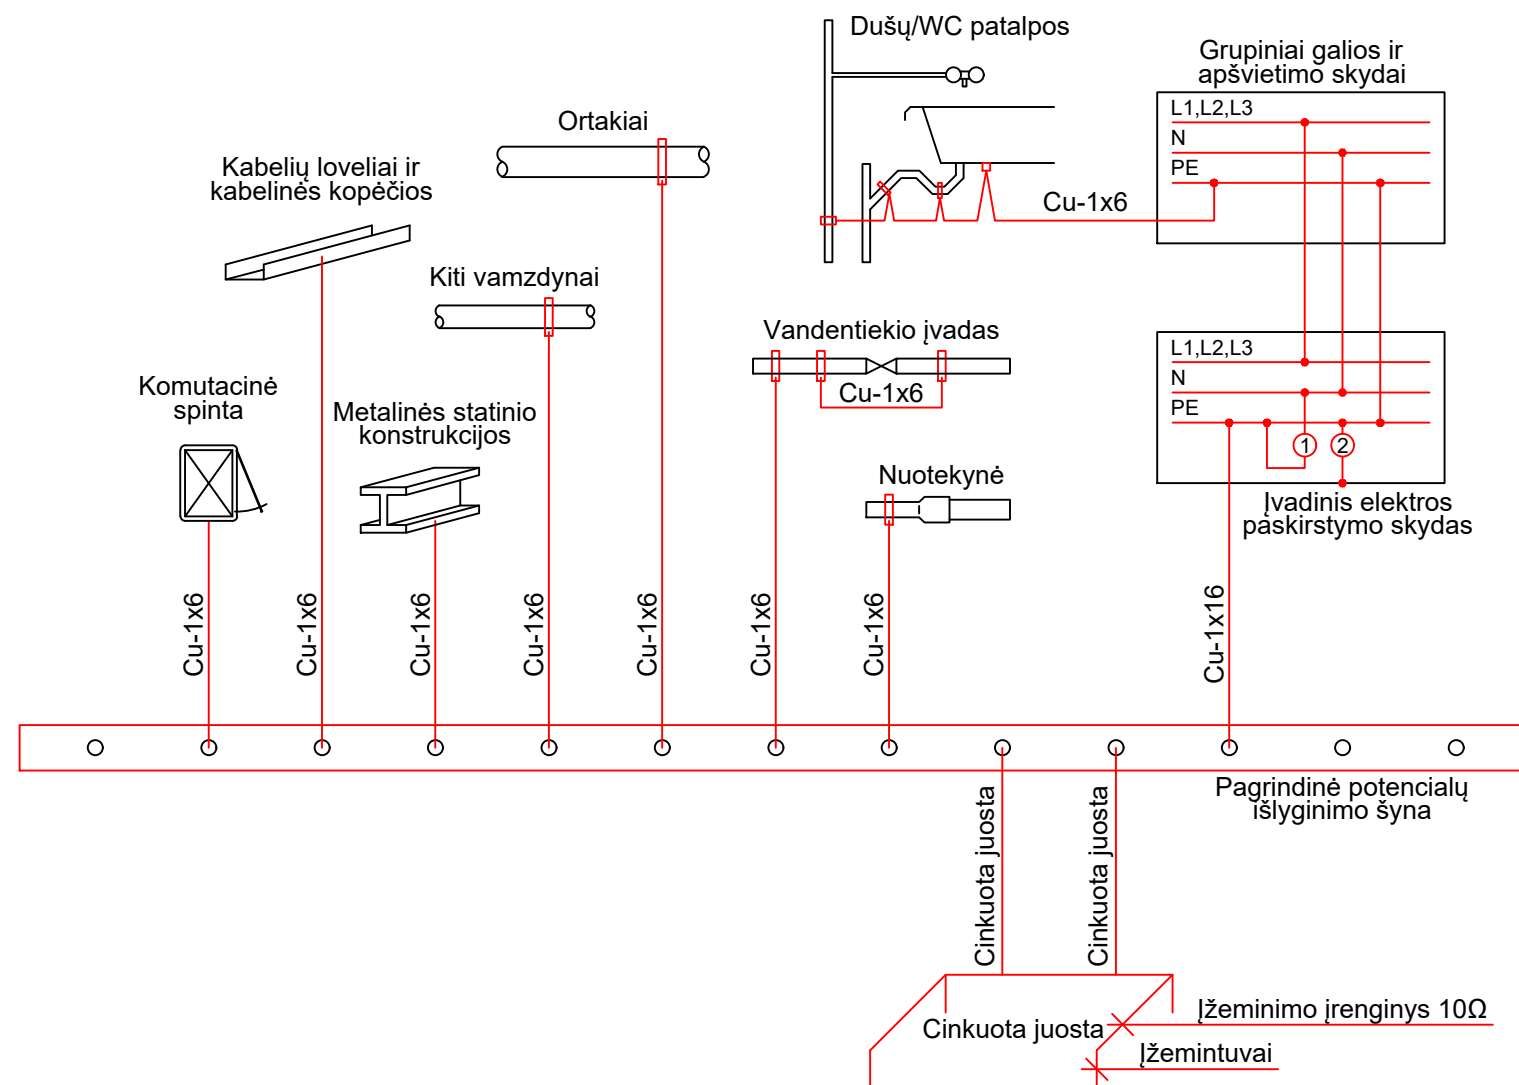 Dušų/WC patalpos
Grupiniai galios ir
apšvietimo skydai
L1,L2,L3
N
PE
Cu-1x6
Ortakiai
Kabelių loveliai ir
kabelinės kopėčios
Kiti vamzdynai
Vandentiekio įvadas
Cu-1x6
L1,L2,L3
N
PE
1
2
Įvadinis elektros
paskirstymo skydas
Komutacinė
spinta
Metalinės statinio
konstrukcijos
Nuotekynė
Cu-1x6
Cu-1x6
Cu-1x6
Cu-1x6
Cu-1x6
Cu-1x6
Cu-1x6
Cu-1x16
Pagrindinė potencialų
išlyginimo šyna
Cinkuota juosta
Cinkuota juosta
Cinkuota juosta
Įžeminimo įrenginys 10Ω
Įžemintuvai